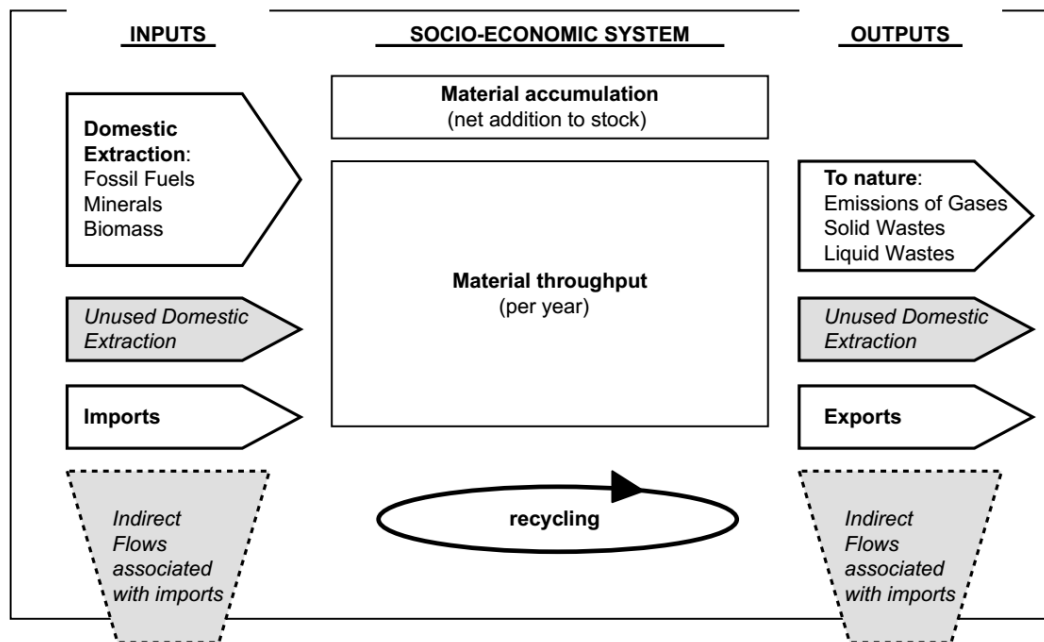 INPUTS
SOCIO-ECONOMIC SYSTEM
OUTPUTS
Domestic
Extraction:
Fossil Fuels
Minerals
Biomass
Unused Domestic
Extraction
Imports
Indirect
Flows
associated
with imports
Material accumulation
(net addition to stock)
Material throughput
(per year)
recycling
To nature:
Emissions of Gases
Solid Wastes
Liquid Wastes
Unused Domestic
Extraction
Exports
Indirect
Flows
associated
with imports